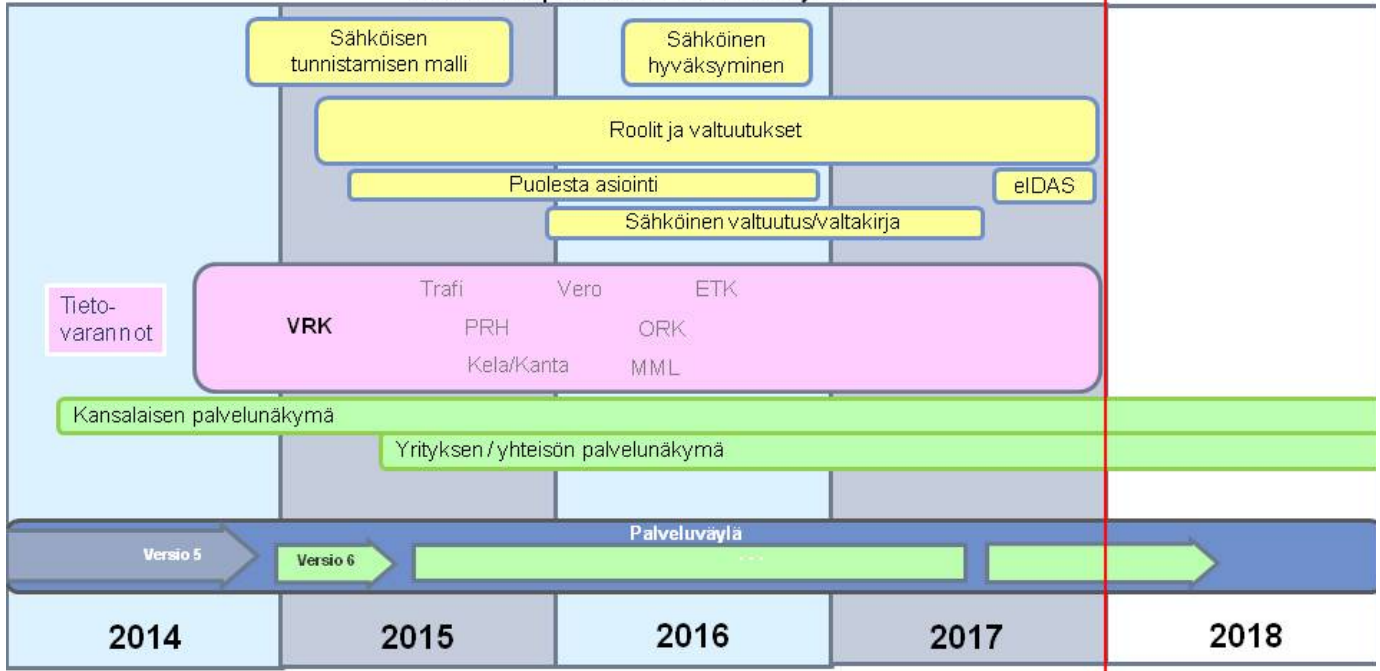 Sähköisen
tunnistamisen malli
Sähköinen
hyväksyminen
Roolit ja valtuutukset
Puolesta asiointi
eIDAS
Sähköinen valtuutus/valtakirja
Tieto-
varannot
Trafi Vero ETK
VRK PRH ORK
Kela/Kanta MML
Kansalaisen palvelunäkymä
Yrityksen / yhteisön palvelunäkymä
Palveluväylä
Versio 5 Versio 6 ...
2014 2015 2016 2017 2018